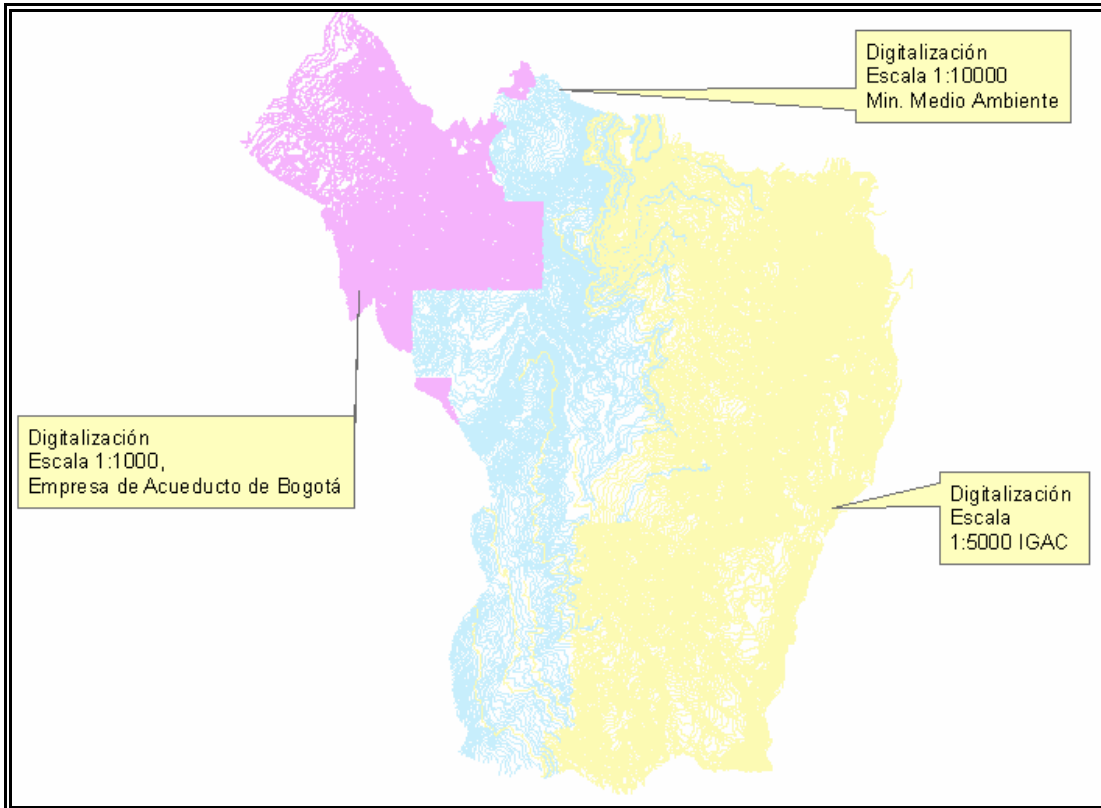 Digitalización
Escala 1:10000
Min. Medio Ambiente
Digitalización
Escala 1:1000,
Empresa de Acueducto de Bogotá
Digitalización
Escala
1:5000 IGAC